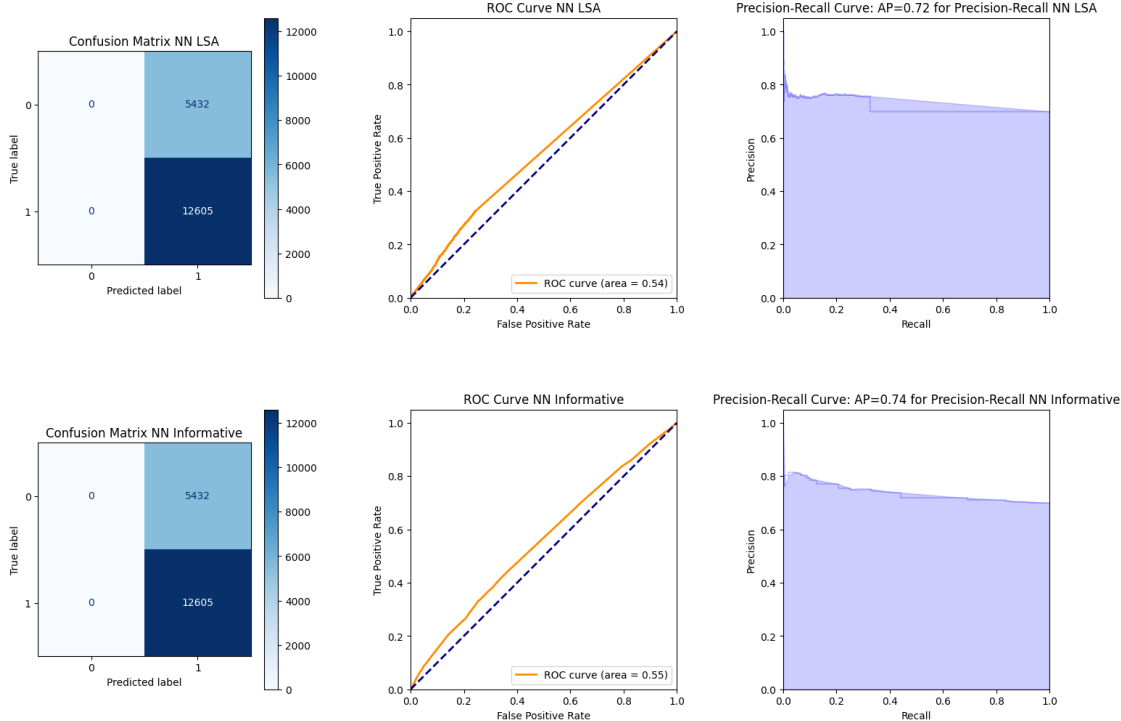 ROC Curve NN LSA
Precision-Recall Curve: AP=0.72 for Precision-Recall NN LSA
Confusion Matrix NN LSA
0 5432
0 12605
0
1
True label
0 1
Predicted label
12000
10000
8000
6000
4000
2000
0
1.0
0.8
0.6
0.4
0.2
0.0
True Positive Rate
ROC curve (area = 0.54)
0.0 0.2 0.4 0.6 0.8 1.0
False Positive Rate
1.0
0.8
0.6
0.4
0.2
0.0
Precision
0.0 0.2 0.4 0.6 0.8 1.0
Recall
ROC Curve NN Informative
Precision-Recall Curve: AP=0.74 for Precision-Recall NN Informative
Confusion Matrix NN Informative
0 5432
0 12605
0
1
True label
0 1
Predicted label
12000
10000
8000
6000
4000
2000
0
1.0
0.8
0.6
0.4
0.2
0.0
True Positive Rate
ROC curve (area = 0.55)
0.0 0.2 0.4 0.6 0.8 1.0
False Positive Rate
1.0
0.8
0.6
0.4
0.2
0.0
Precision
0.0 0.2 0.4 0.6 0.8 1.0
Recall